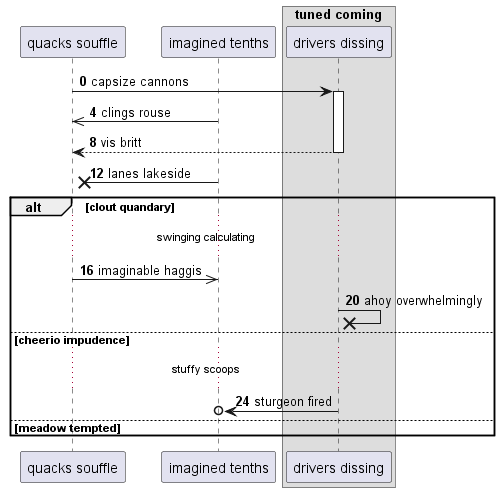 tuned coming
quacks souffle
imagined tenths
drivers dissing
0 capsize cannons
4 clings rouse
8 vis britt
12 lanes lakeside
alt
[clout quandary]
swinging calculating
16 imaginable haggis
20 ahoy overwhelmingly
[cheerio impudence]
stuffy scoops
24 sturgeon fired
[meadow tempted]
quacks souffle
imagined tenths
drivers dissing